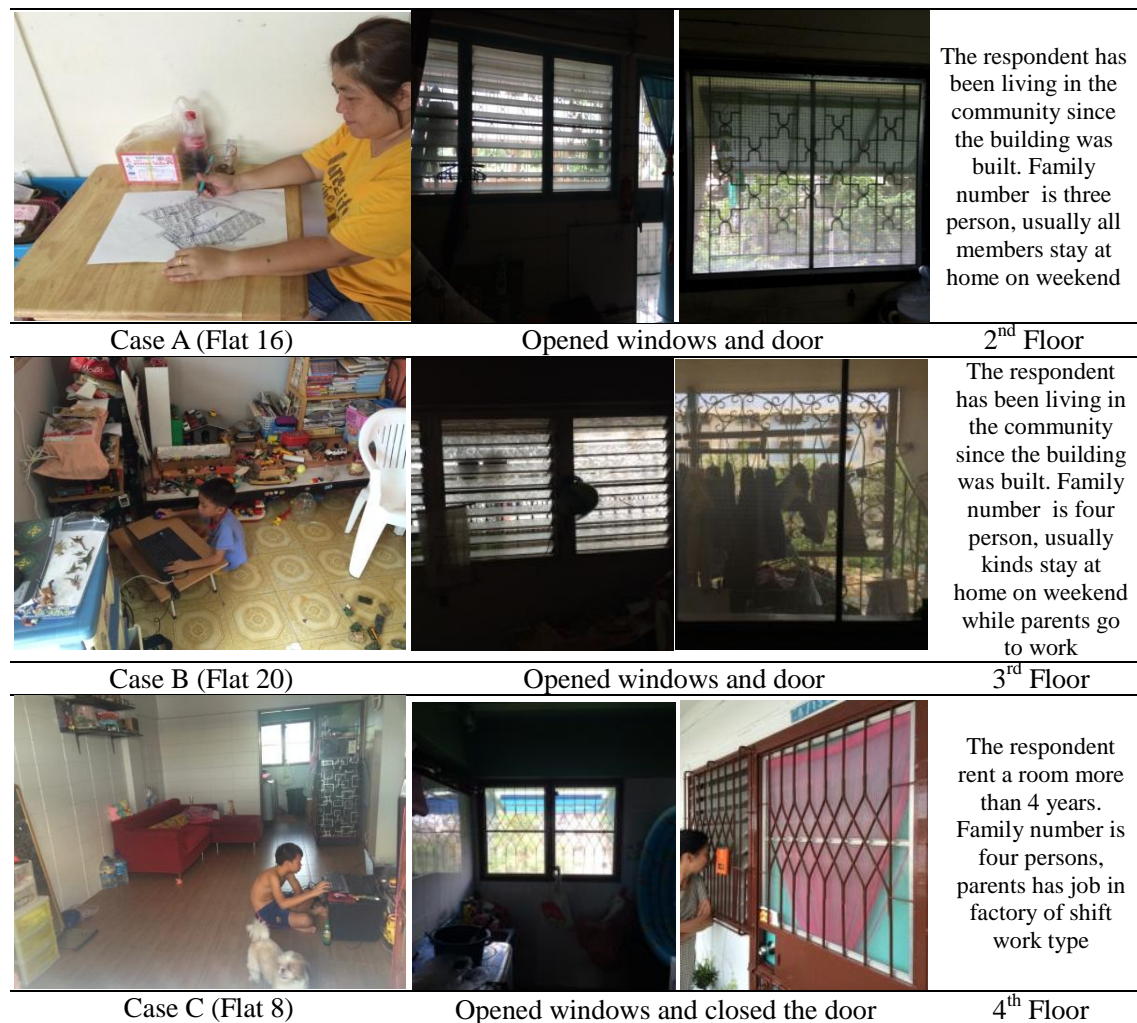 The respondent has
been living in the
community since
the building was
built. Family
number is three
person, usually all
members stay at
home on weekend
Case A (Flat 16)
Opened windows and door
2nd Floor
The respondent
has been living in
the community
since the building
was built. Family
number is four
person, usually
kinds stay at
home on weekend
while parents go
to work
Case B (Flat 20)
Opened windows and door
3rd Floor
The respondent
rent a room more
than 4 years.
Family number is
four persons,
parents has job in
factory of shift
work type
Case C (Flat 8)
Opened windows and closed the door
4th Floor